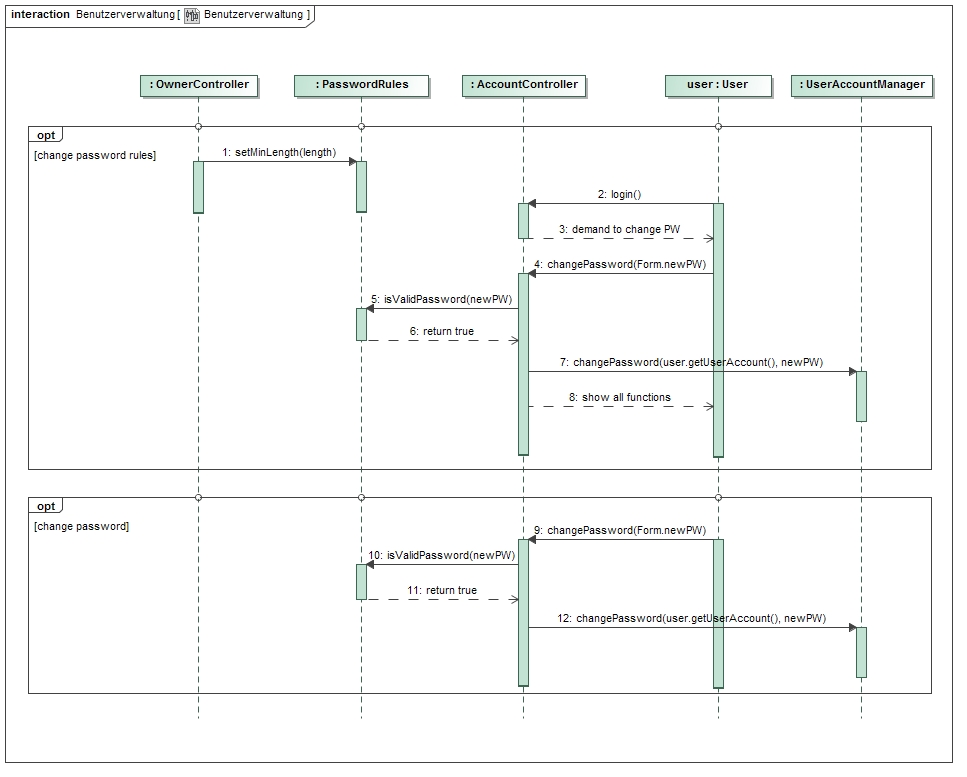 interaction Benutzerverwaltung [ Benutzerverwaltung ]
: OwnerController : PasswordRules : AccountController user : User : UserAccountManager
opt
[change password rules]
1: setMinLength(length)
2: login()
3: demand to change PW
4: changePassword(Form.newPW)
5: isValidPassword(newPW)
6: return true
7: changePassword(user.getUserAccount(), newPW)
8: show all functions
opt
[change password]
9: changePassword(Form.newPW)
10: isValidPassword(newPW)
11: return true
12: changePassword(user.getUserAccount(), newPW)